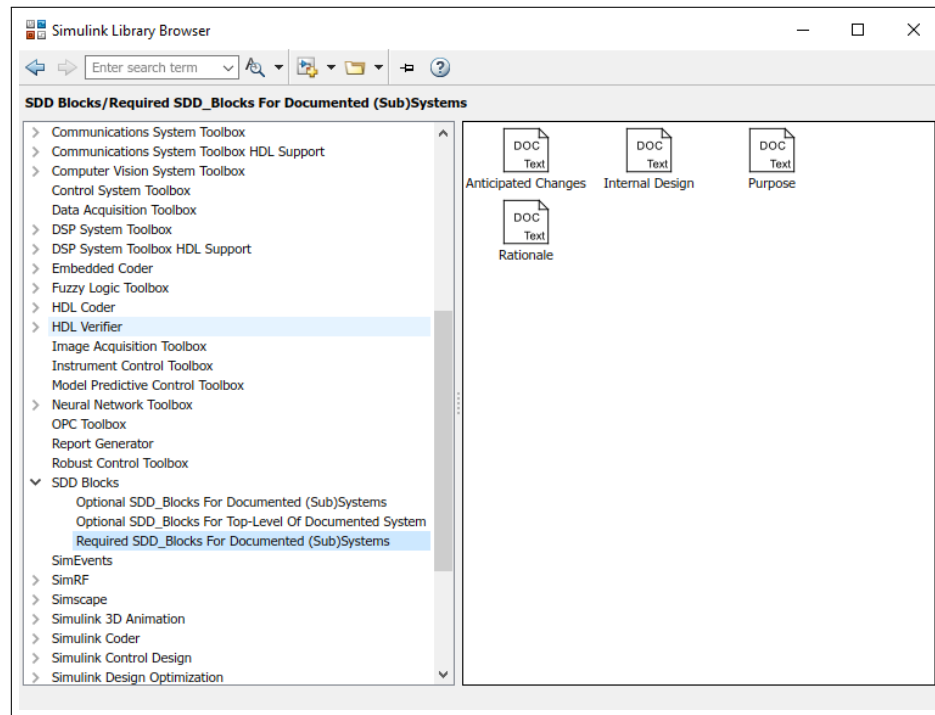 Simulink Library Browser
Enter search term
SDD Blocks/Required SDD_Blocks For Documented (Sub)Systems
Communications System Toolbox
Communications System Toolbox HDL Support
Computer Vision System Toolbox
Control System Toolbox
Data Acquisition Toolbox
DSP System Toolbox
DSP System Toolbox HDL Support
Embedded Coder
Fuzzy Logic Toolbox
HDL Coder
HDL Verifier
Image Acquisition Toolbox
Instrument Control Toolbox
Model Predictive Control Toolbox
Neural Network Toolbox
OPC Toolbox
Report Generator
Robust Control Toolbox
SDD Blocks
Optional SDD_Blocks For Documented (Sub)Systems
Optional SDD_Blocks For Top-Level Of Documented System
Required SDD_Blocks For Documented (Sub)Systems
SimEvents
SimRF
Simscape
Simulink 3D Animation
Simulink Coder
Simulink Control Design
Simulink Design Optimization
DOC DOC DOC
Text Text Text
Anticipated Changes Internal Design Purpose
DOC
Text
Rationale